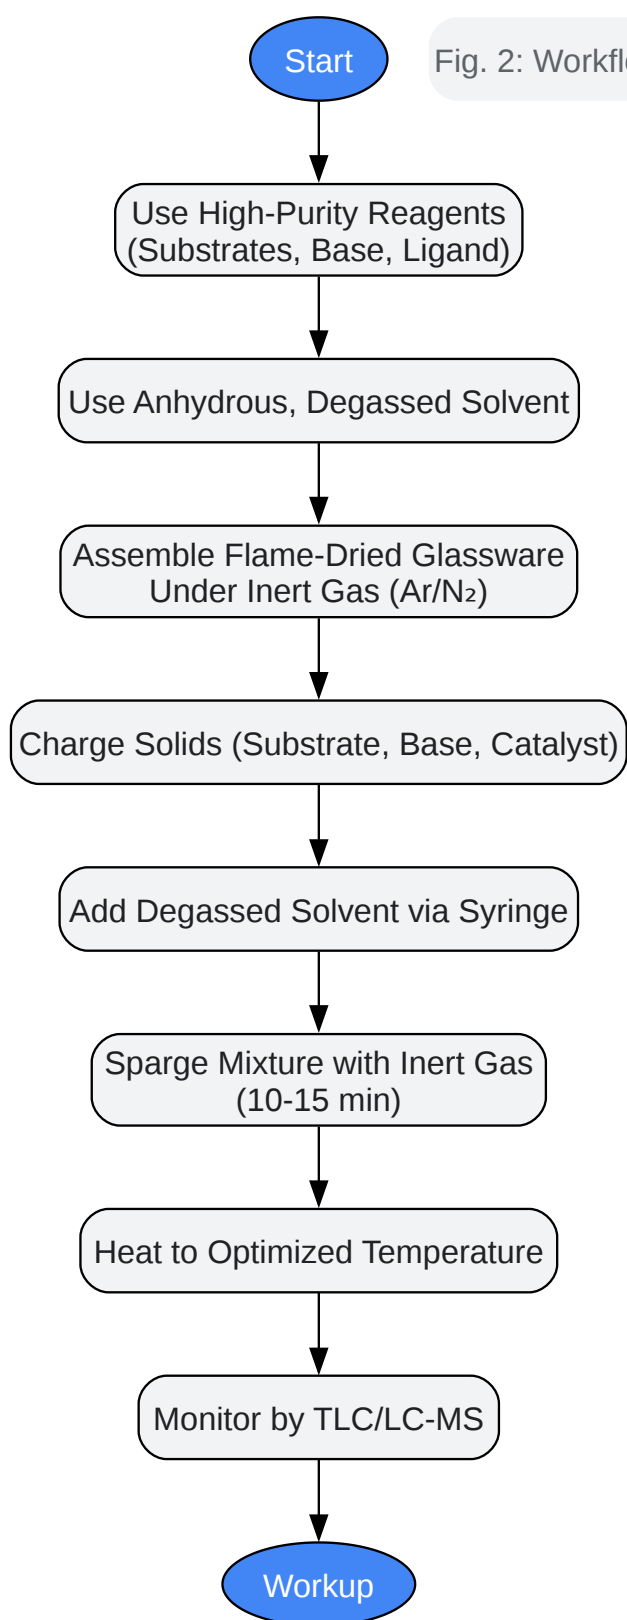 Start
Fig. 2: Workfl
Use High-Purity Reagents
(Substrates, Base, Ligand)
Use Anhydrous, Degassed Solvent
Assemble Flame-Dried Glassware
Under Inert Gas (Ar/N₂)
Charge Solids (Substrate, Base, Catalyst)
Add Degassed Solvent via Syringe
Sparge Mixture with Inert Gas
(10-15 min)
Heat to Optimized Temperature
Monitor by TLC/LC-MS
Workup